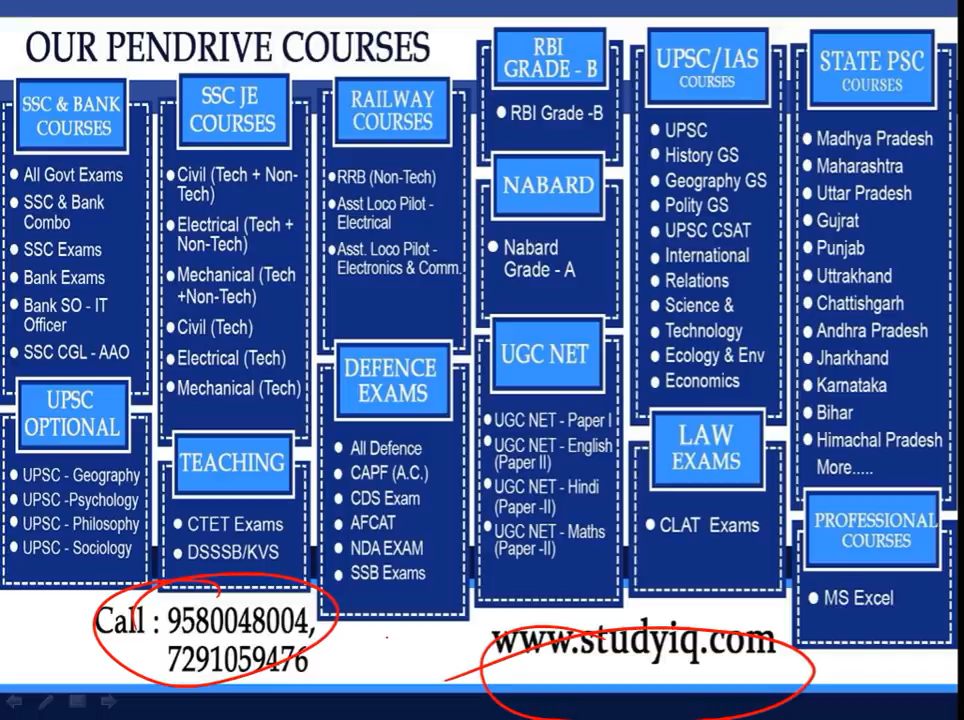 OUR PENDRIVE COURSES
SSC & BANK
COURSES
All Govt Exams
SSC & Bank
Combo
SSC Exams
Bank Exams
Bank SO - IT
Officer
SSC CGL - AAO
UPSC
OPTIONAL
UPSC - Geography
UPSC -Psychology
UPSC - Philosophy
UPSC - Sociology
SSC JE
COURSES
Civil (Tech + Non-
Tech)
Electrical (Tech +
Non-Tech)
Mechanical (Tech
+Non-Tech)
Civil (Tech)
Electrical (Tech)
Mechanical (Tech)
TEACHING
CTET Exams
DSSSB/KVS
RAILWAY
COURSES
RRB (Non-Tech)
Asst Loco Pilot -
Electrical
Asst. Loco Pilot -
Electronics & Comm.
DEFENCE
EXAMS
All Defence
CAPF (A.C.)
CDS Exam
AFCAT
NDA EXAM
SSB Exams
RBI
GRADE - B
RBI Grade -B
NABARD
Nabard
Grade - A
UGC NET
UGC NET - Paper I
UGC NET - English
(Paper II)
UGC NET - Hindi
(Paper -II)
UGC NET - Maths
(Paper -II)
UPSC/IAS
COURSES
UPSC
History GS
Geography GS
Polity GS
UPSC CSAT
International
Relations
Science &
Technology
Ecology & Env
Economics
LAW
EXAMS
CLAT Exams
STATE PSC
COURSES
Madhya Pradesh
Maharashtra
Uttar Pradesh
Gujrat
Punjab
Uttrakhand
Chattishgarh
Andhra Pradesh
Jharkhand
Karnataka
Bihar
Himachal Pradesh
More.....
PROFESSIONAL
COURSES
MS Excel
Call : 9580048004,
7291059476
www.studyiq.com